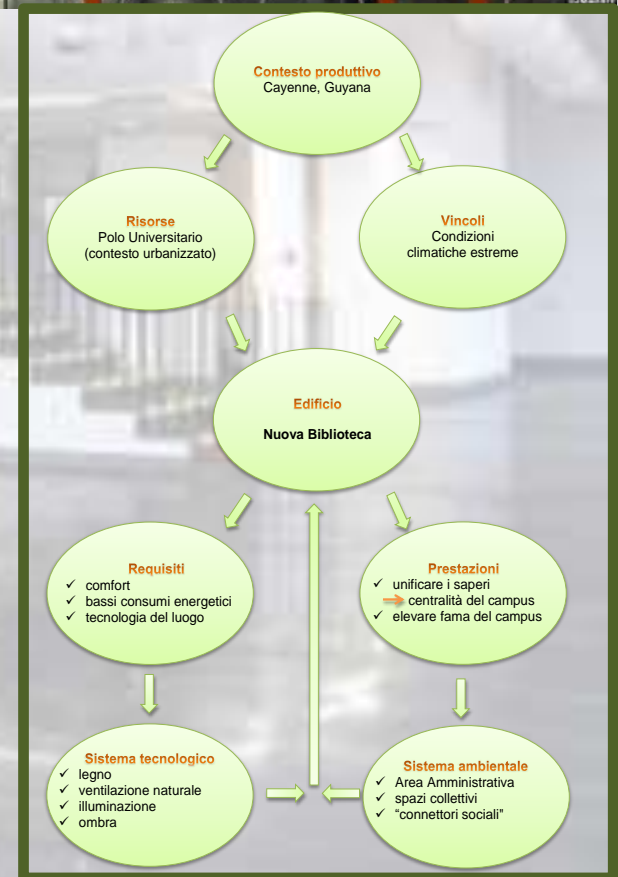 Contesto produttivo
Cayenne, Guyana
Risorse
Polo Universitario
(contesto urbanizzato)
Vincoli
Condizioni
climatiche estreme
Edificio
Nuova Biblioteca
Requisiti
✓ comfort
✓ bassi consumi energetici
✓ tecnologia del luogo
Prestazioni
✓ unificare i saperi
→ centralità del campus
✓ elevare fama del campus
Sistema tecnologico
✓ legno
✓ ventilazione naturale
✓ illuminazione
✓ ombra
Sistema ambientale
✓ Area Amministrativa
✓ spazi collettivi
✓ “connettori sociali”